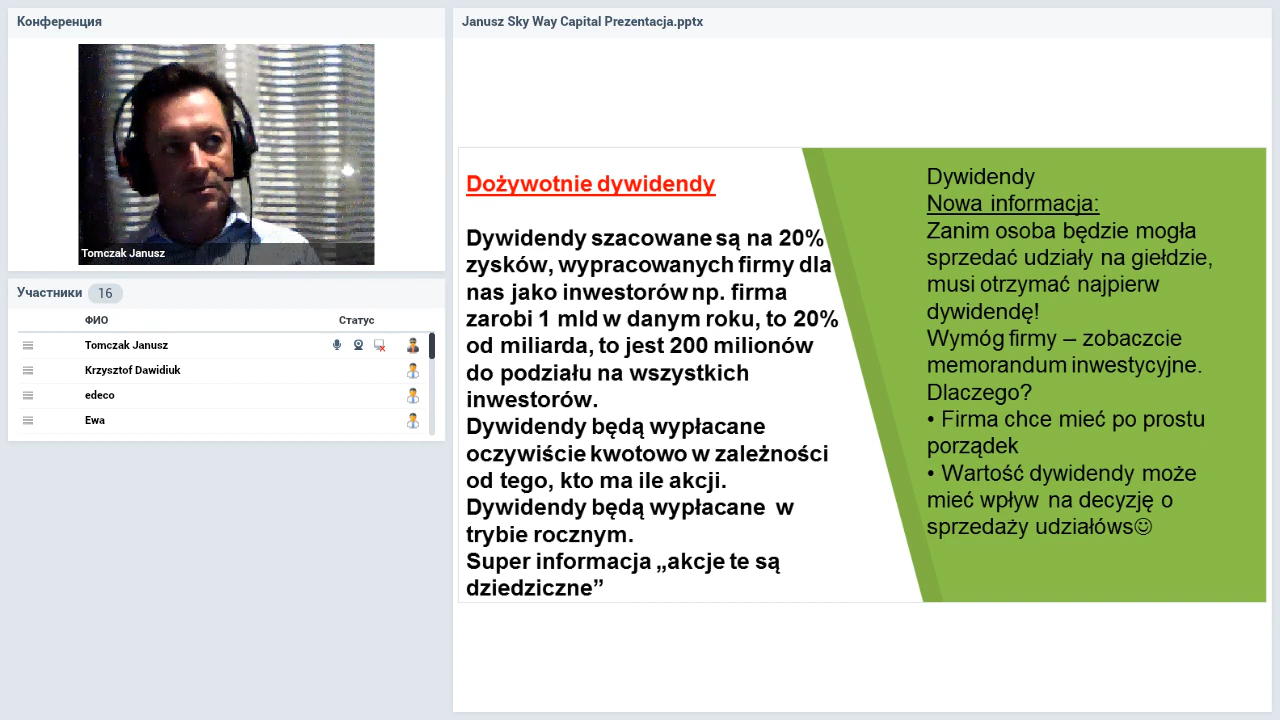 Конференция
Tomczak Janusz
Участники 16
ФИО Статус
Tomczak Janusz
Krzysztof Dawidiuk
edeco
Ewa
Janusz Sky Way Capital Prezentacja.pptx
Dożywotnie dywidendy
Dywidendy szacowane są na 20%
zysków, wypracowanych firmy dla
nas jako inwestorów np. firma
zarobi 1 mld w danym roku, to 20%
od miliarda, to jest 200 milionów
do podziału na wszystkich
inwestorów.
Dywidendy będą wypłacane
oczywiście kwotowo w zależności
od tego, kto ma ile akcji.
Dywidendy będą wypłacane w
trybie rocznym.
Super informacja „akcje te są
dziedziczne”
Dywidendy
Nowa informacja:
Zanim osoba będzie mogła
sprzedać udziały na giełdzie,
musi otrzymać najpierw
dywidendę!
Wymóg firmy – zobaczcie
memorandum inwestycyjne.
Dlaczego?
• Firma chce mieć po prostu
porządek
• Wartość dywidendy może
mieć wpływ na decyzję o
sprzedaży udziałóws☺